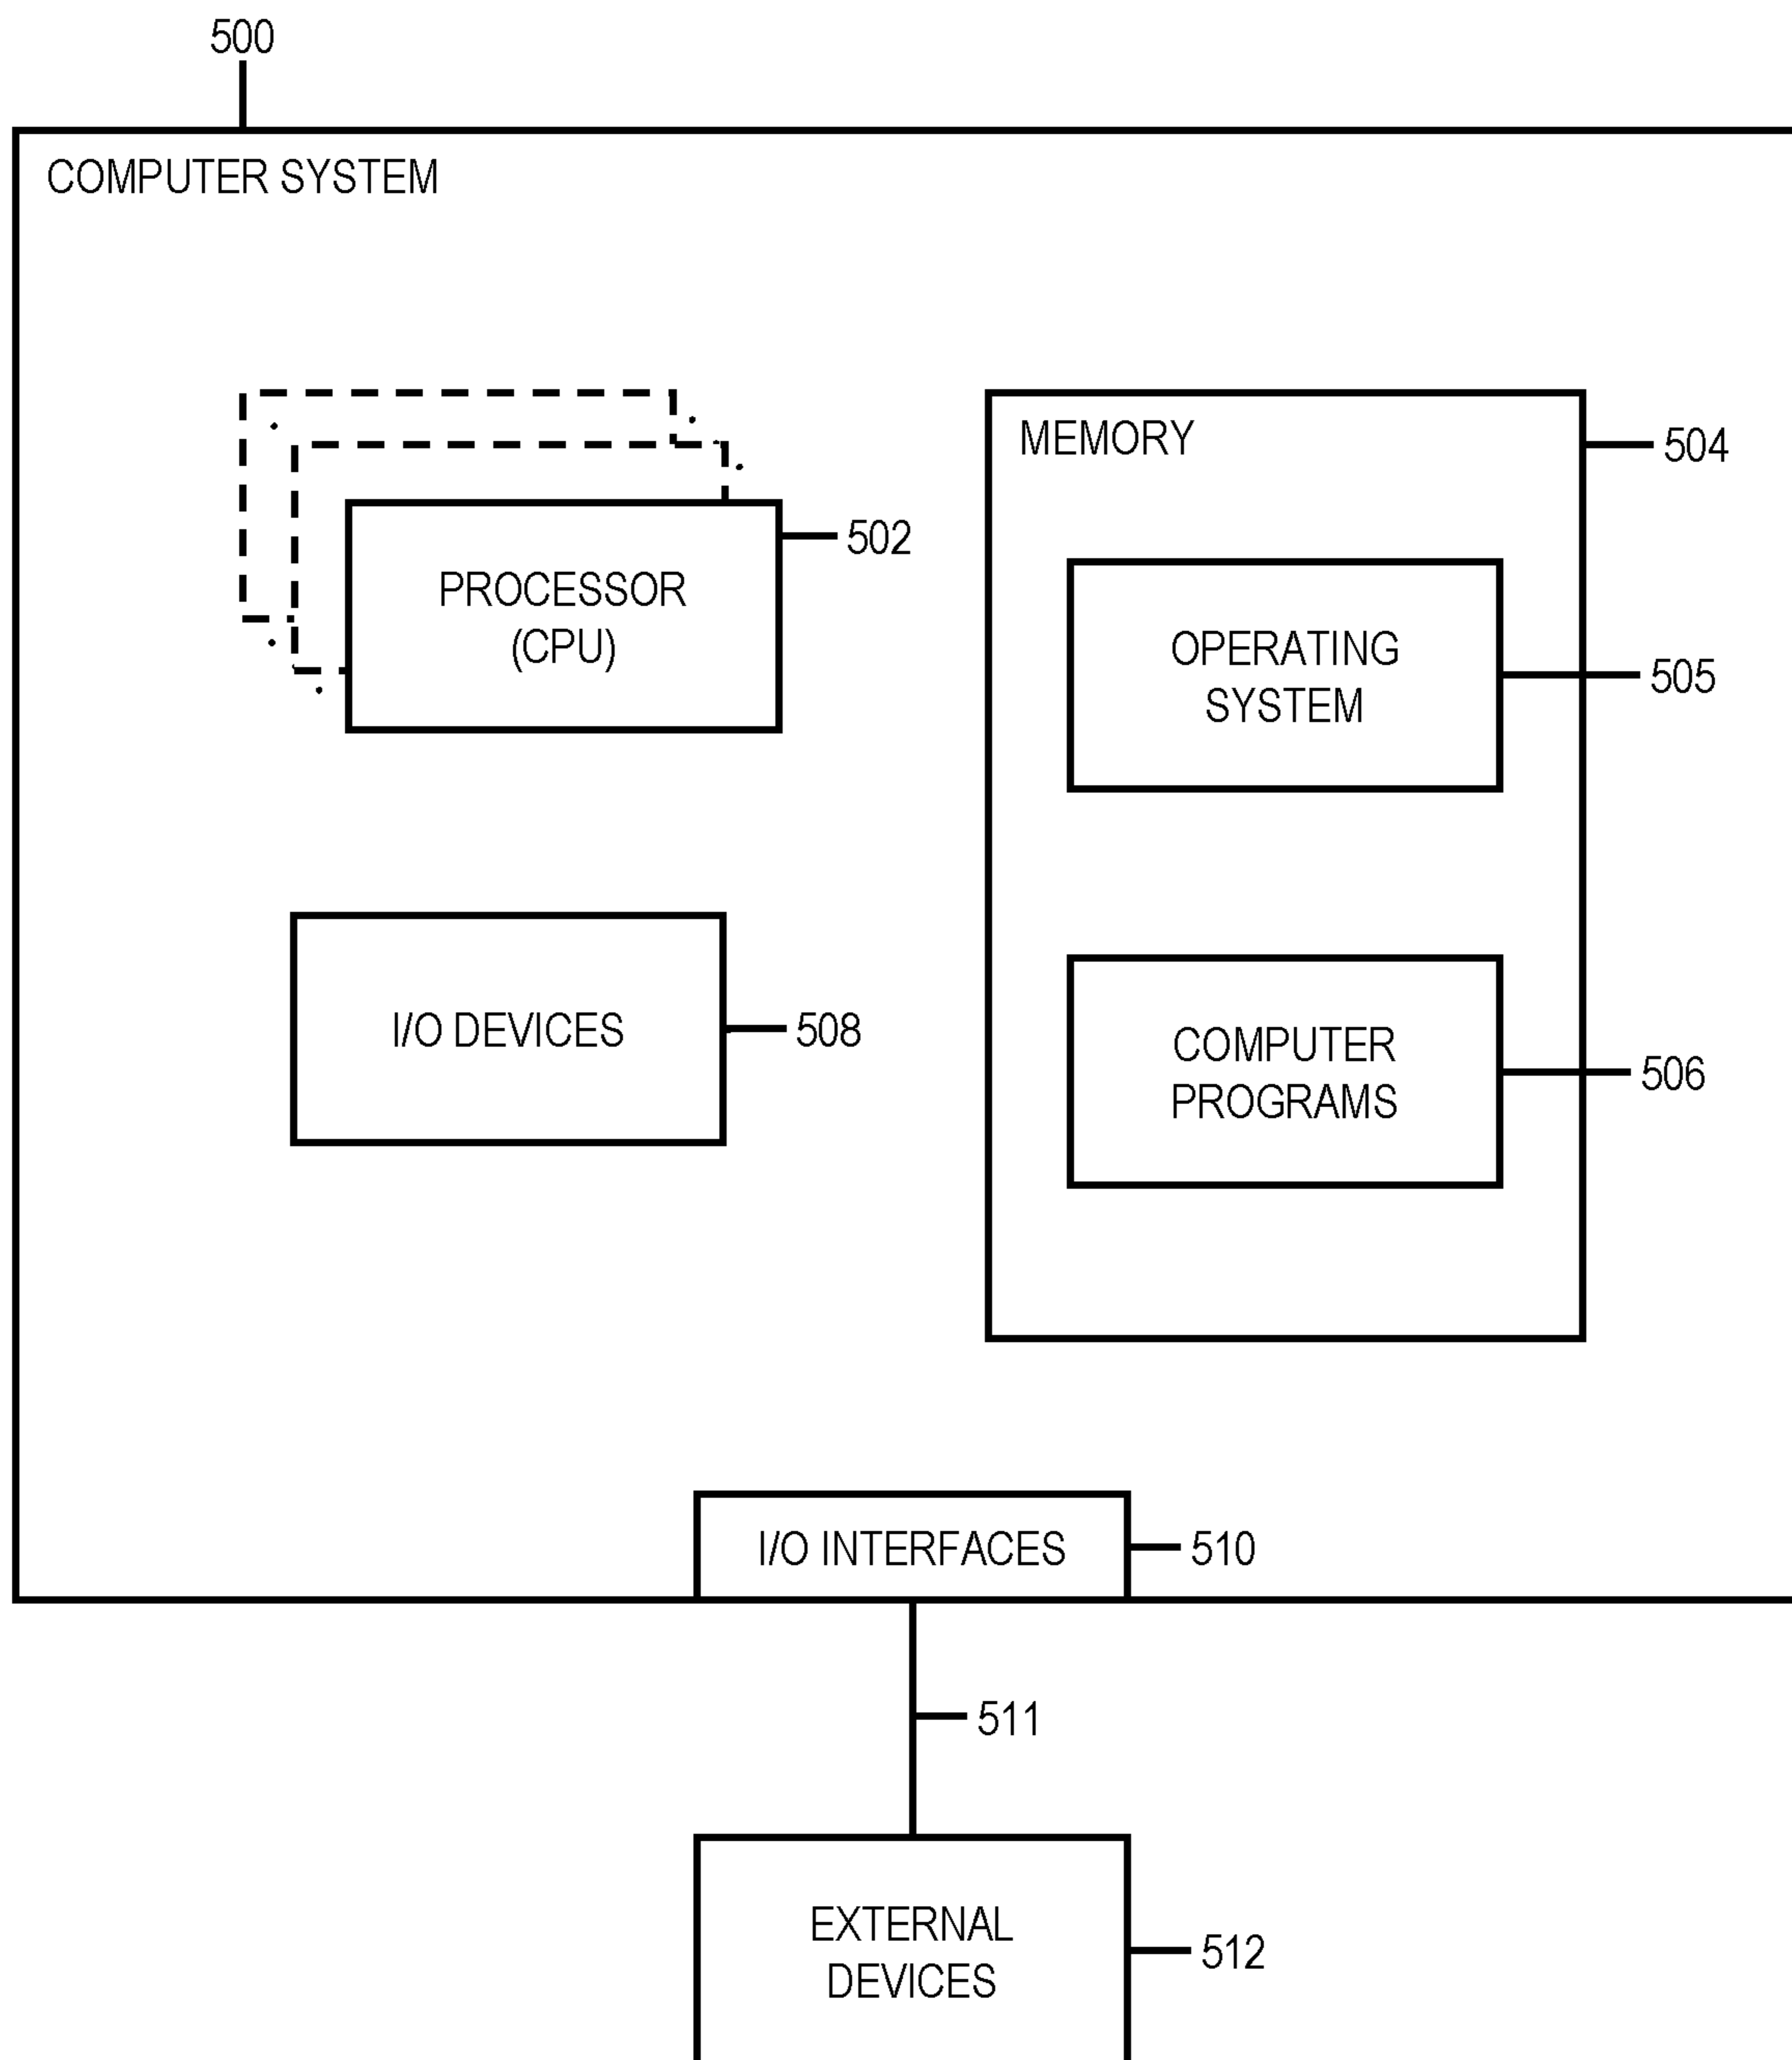 500
COMPUTER SYSTEM
MEMORY
504
502
PROCESSOR
(CPU)
OPERATING
SYSTEM
505
I/O DEVICES
508
COMPUTER
PROGRAMS
506
I/O INTERFACES
510
511
EXTERNAL
DEVICES
512